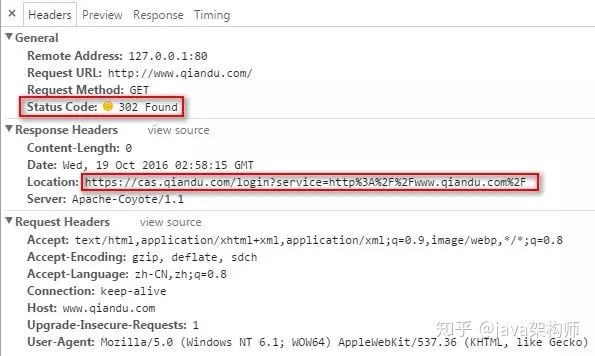 × Headers Preview Response Timing
▼ General
Remote Address: 127.0.0.1:80
Request URL: http://www.qiandu.com/
Request Method: GET
Status Code: 302 Found
▼ Response Headers view source
Content-Length: 0
Date: Wed, 19 Oct 2016 02:58:15 GMT
Location: https://cas.qiandu.com/login?service=http%3A%2F%2Fwww.qiandu.com%2F
Server: Apache-Coyote/1.1
▼ Request Headers view source
Accept: text/html,application/xhtml+xml,application/xml;q=0.9,image/webp,*/*;q=0.8
Accept-Encoding: gzip, deflate, sdch
Accept-Language: zh-CN,zh;q=0.8
Connection: keep-alive
Host: www.qiandu.com
Upgrade-Insecure-Requests: 1
User-Agent: Mozilla/5.0 (Windows NT 6.1; WOW64) AppleWebKit/537.36 (KHTML, like Gecko)
知乎 @java架构师